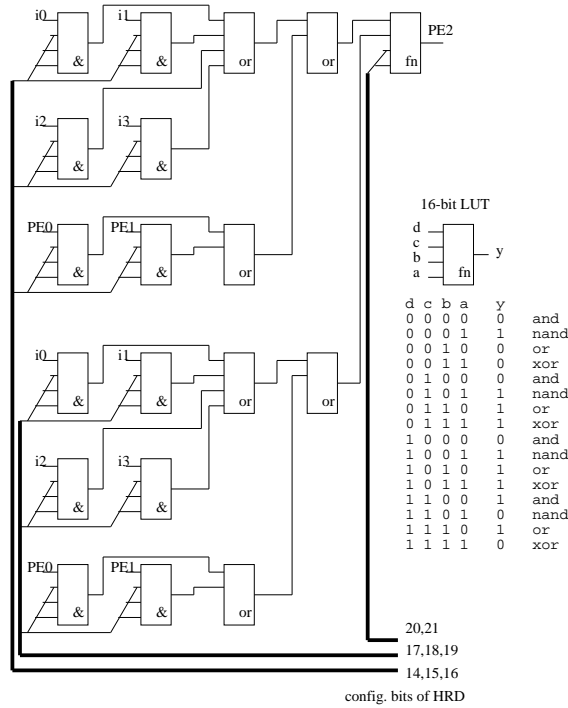 i0 i1 PE2
& & or or fn
i2 i3
& &
16-bit LUT
PE0 PE1
d
c
b y
a fn
& & or
d c b a y
0 0 0 0 0 and
0 0 0 1 1 nand
0 0 1 0 0 or
0 0 1 1 0 xor
0 1 0 0 0 and
0 1 0 1 1 nand
0 1 1 0 1 or
0 1 1 1 1 xor
1 0 0 0 0 and
1 0 0 1 1 nand
1 0 1 0 1 or
1 0 1 1 1 xor
1 1 0 0 1 and
1 1 0 1 0 nand
1 1 1 0 1 or
1 1 1 1 0 xor
i0 i1
& & or or
i2 i3
& &
PE0 PE1
& & or
20,21
17,18,19
14,15,16
config. bits of HRD